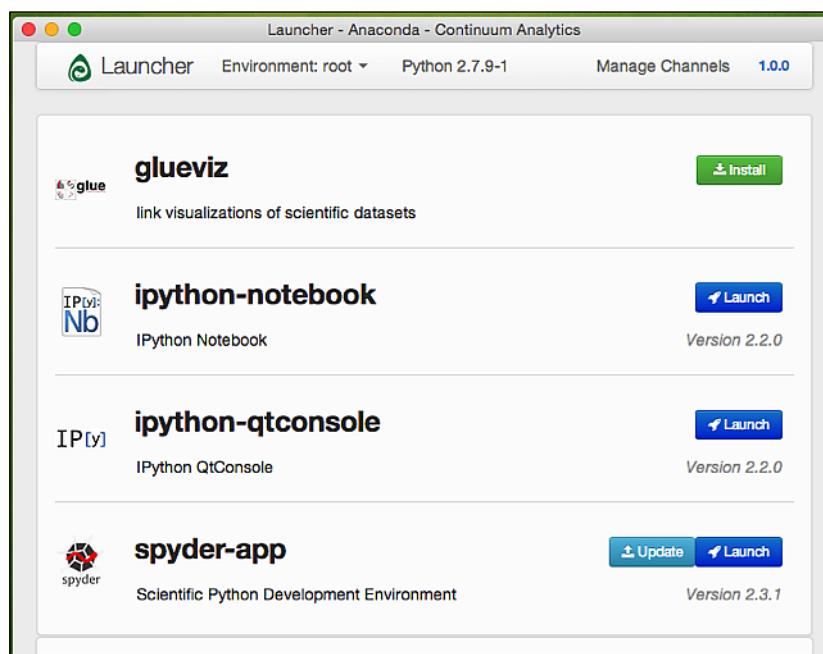 Launcher - Anaconda - Continuum Analytics
Launcher Environment: root Python 2.7.9-1 Manage Channels 1.0.0
glue
glueviz
Install
link visualizations of scientific datasets
IP[y]:
Nb
ipython-notebook
Launch
IPython Notebook
Version 2.2.0
IP[y]
ipython-qtconsole
Launch
IPython QtConsole
Version 2.2.0
spyder
spyder-app
Update Launch
Scientific Python Development Environment
Version 2.3.1